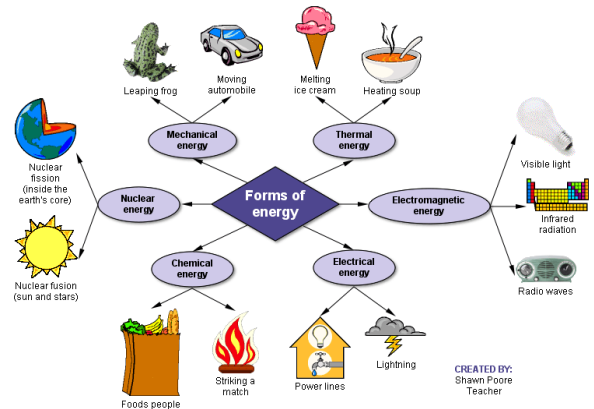 Leaping frog
Moving
automobile
Melting
ice cream
Heating soup
Mechanical
energy
Thermal
energy
Nuclear
fission
(inside the
earth's core)
Nuclear
energy
Forms of
energy
Electromagnetic
energy
Visible light
Infrared
radiation
Nuclear fusion
(sun and stars)
Chemical
energy
Electrical
energy
Radio waves
Foods people
Striking a
match
Power lines
Lightning
CREATED BY:
Shawn Poore
Teacher